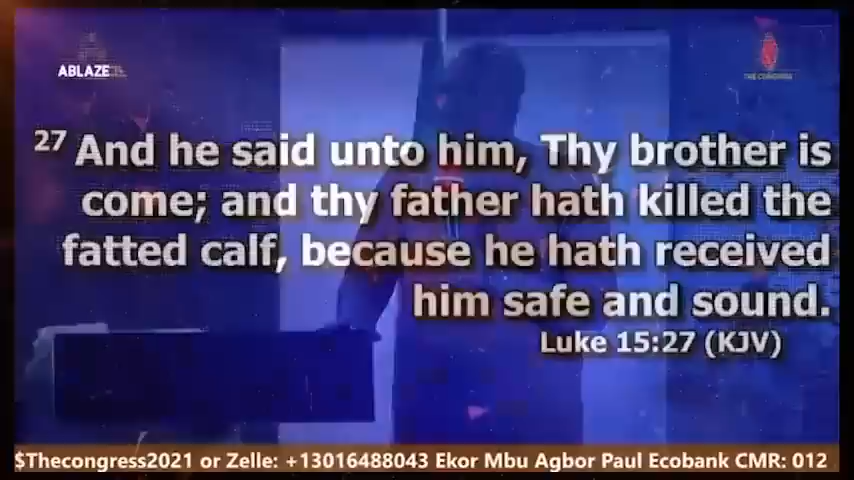 ABLAZE
THE CONGRESS
27 And he said unto him, Thy brother is
come; and thy father hath killed the
fatted calf, because he hath received
him safe and sound.
Luke 15:27 (KJV)
$Thecongress2021 or Zelle: +13016488043 Ekor Mbu Agbor Paul Ecobank CMR: 012